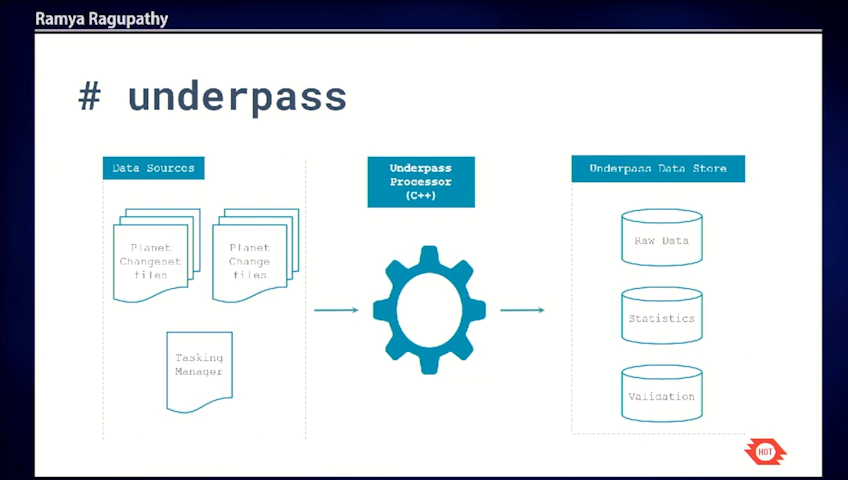 Ramya Ragupathy
# underpass
Data Sources
Underpass
Processor
(C++)
Underpass Data Store
Planet
Changeset
files
Planet
Change
files
Tasking
Manager
Raw Data
Statistics
Validation
HOT